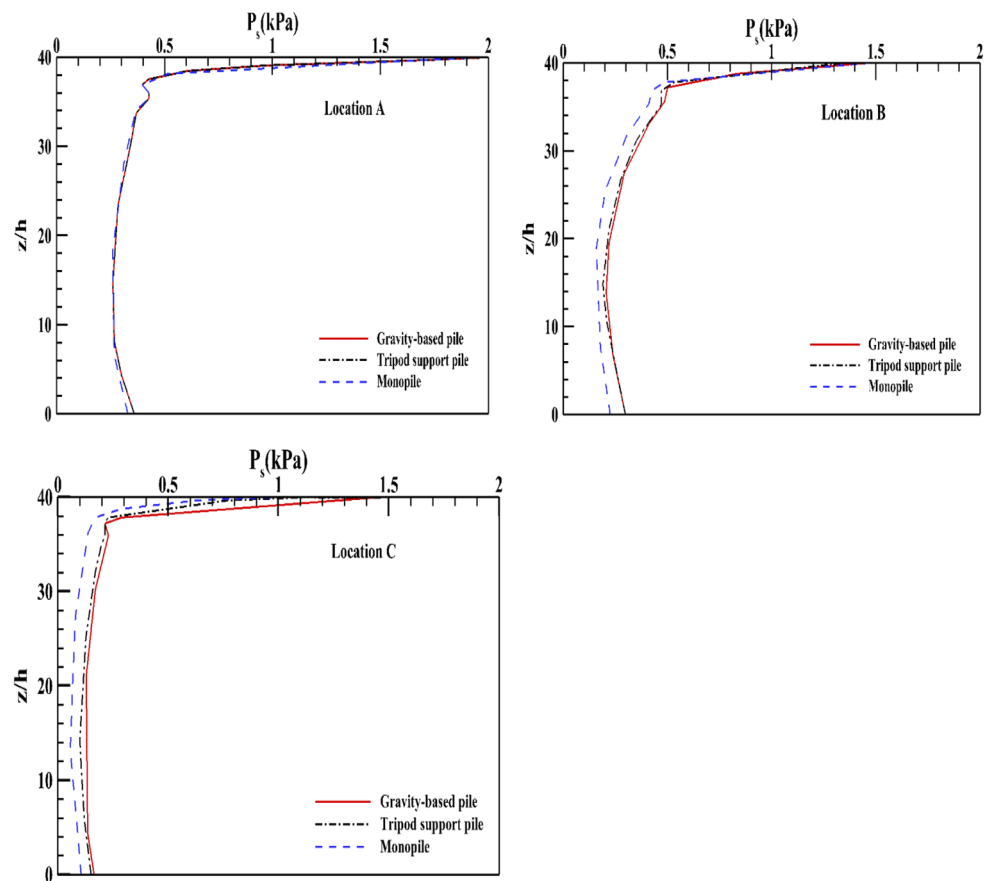 P_s(kPa)
0 0.5 1 1.5 2
40
30
20
10
0
z/h
Location A
Gravity-based pile
Tripod support pile
Monopile
P_s(kPa)
0 0.5 1 1.5 2
40
30
20
10
0
z/h
Location B
Gravity-based pile
Tripod support pile
Monopile
P_s(kPa)
0 0.5 1 1.5 2
40
30
20
10
0
z/h
Location C
Gravity-based pile
Tripod support pile
Monopile